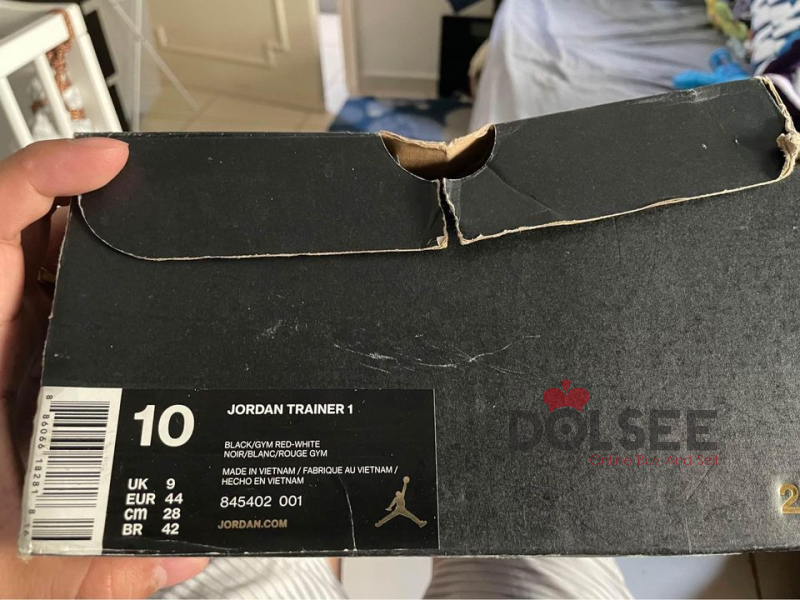 10
JORDAN TRAINER 1
BLACK/GYM RED-WHITE
NOIR/BLANC/ROUGE GYM
MADE IN VIETNAM / FABRIQUE AU VIETNAM /
HECHO EN VIETNAM
845402 001
JORDAN.COM
UK 9
EUR 44
cm 28
BR 42
DOLSEE
2